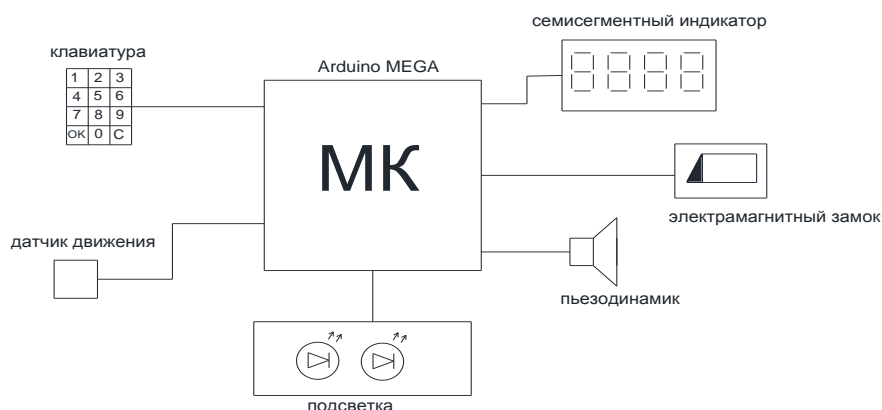 семисегментный индикатор
клавиатура
Arduino MEGA
1 2 3
4 5 6
7 8 9
OK 0 C
МК
электрамагнитный замок
датчик движения
пьезодинамик
подсветка